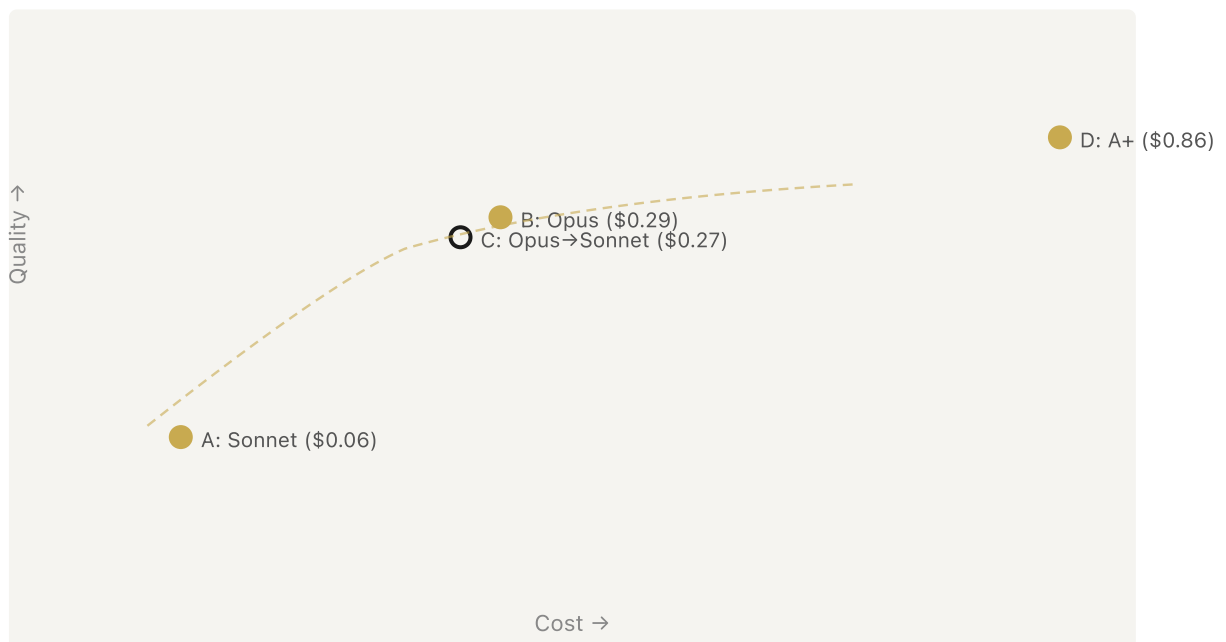 D: A+ ($0.86)
Quality →
B: Opus ($0.29)
C: Opus→Sonnet ($0.27)
A: Sonnet ($0.06)
Cost →